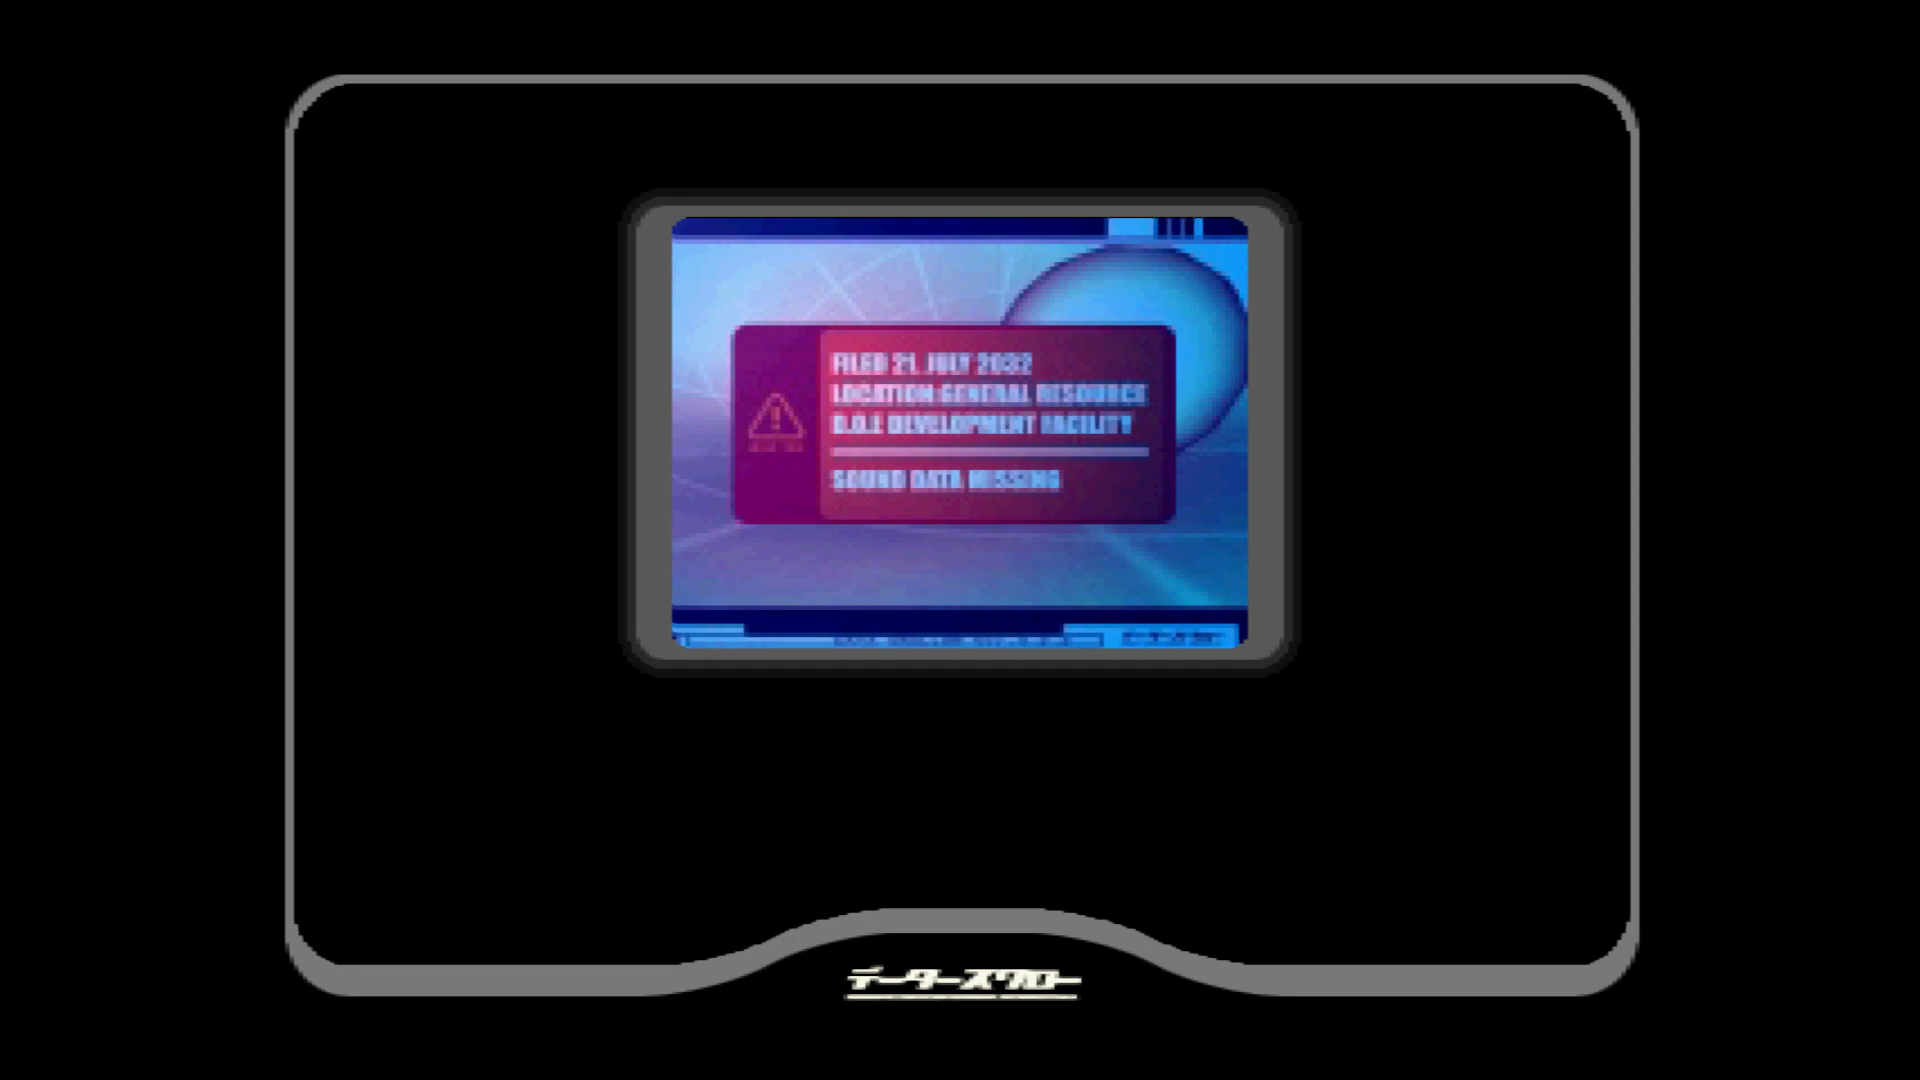 FILED 21. JULY 2032
LOCATION:GENERAL RESOURCE
D.O.E DEVELOPMENT FACILITY
SOUND DATA MISSING
データースワロー